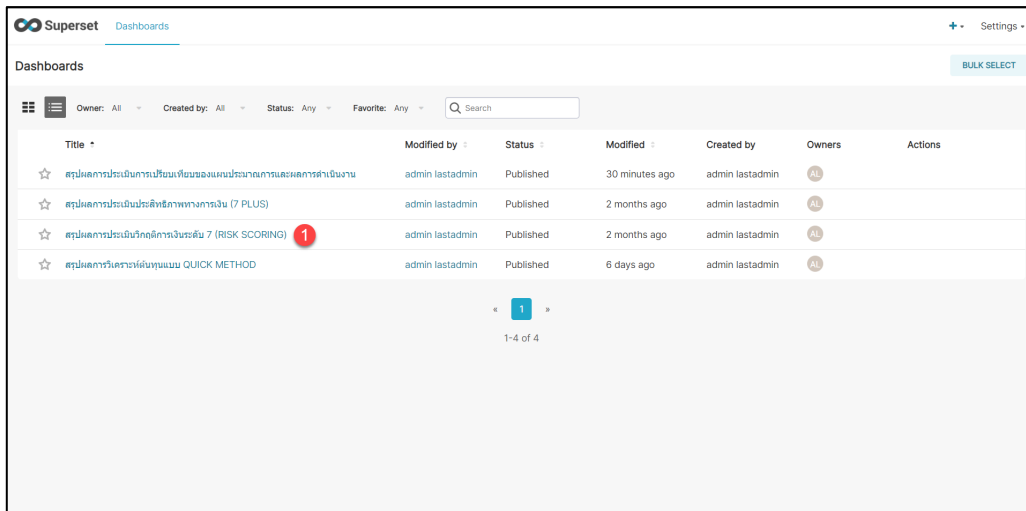 Superset Dashboards + Settings
Dashboards BULK SELECT
Owner: All Created by: All Status: Any Favorite: Any Search
Title Modified by Status Modified Created by Owners Actions
สรุปผลการประเมินการเปรียบเทียบของแผนประมาณการและผลการดำเนินงาน admin lastadmin Published 30 minutes ago admin lastadmin AL
สรุปผลการประเมินประสิทธิภาพทางการเงิน (7 PLUS) admin lastadmin Published 2 months ago admin lastadmin AL
สรุปผลการประเมินวิกฤติการเงินระดับ 7 (RISK SCORING) 1 admin lastadmin Published 2 months ago admin lastadmin AL
สรุปผลการวิเคราะห์ต้นทุนแบบ QUICK METHOD admin lastadmin Published 6 days ago admin lastadmin AL
« 1 »
1-4 of 4